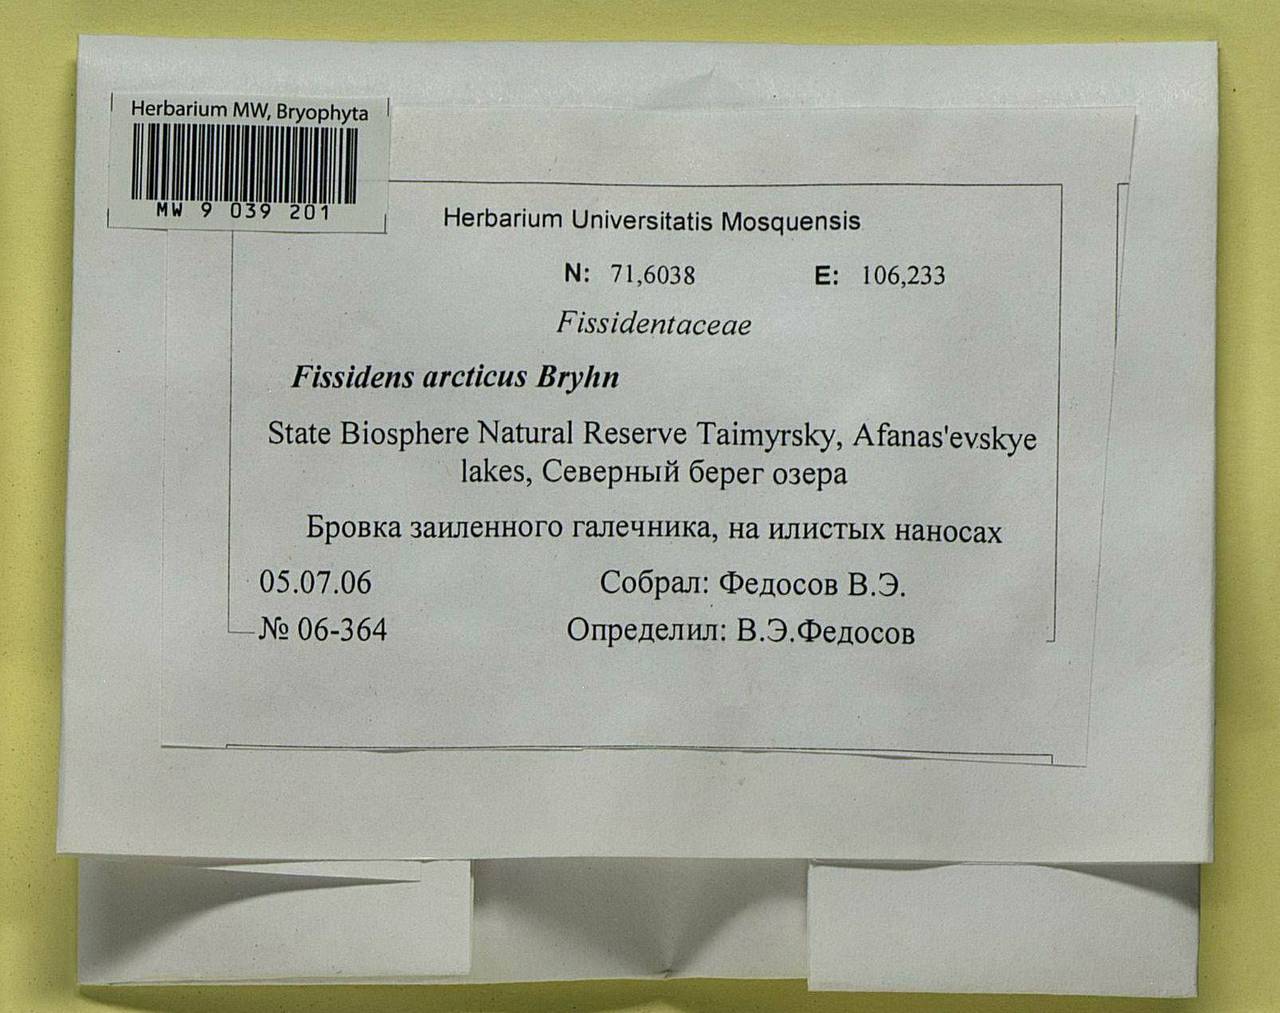 Herbarium MW, Bryophyta
MW 9 039 201
Herbarium Universitatis Mosquensis
N: 71,6038 E: 106,233
Fissidentaceae
Fissidens arcticus Bryhn
State Biosphere Natural Reserve Taimyrsky, Afanas'evskye
lakes, Северный берег озера
Бровка заиленного галечника, на илистых наносах
05.07.06 Собрал: Федосов В.Э.
№ 06-364 Определил: В.Э.Федосов